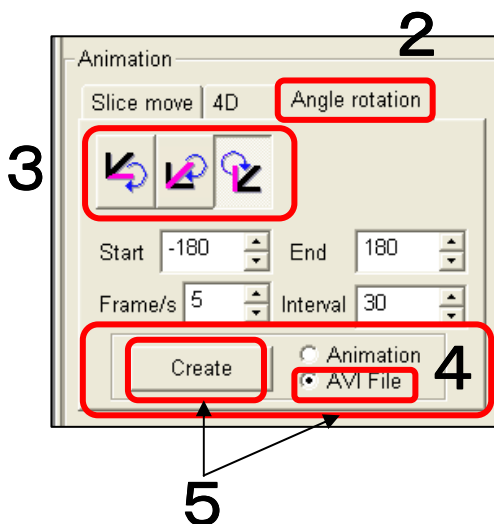 2
Animation
Slice move 4D Angle rotation
3
Start -180 End 180
Frame/s 5 Interval 30
Create Animation
AVI File 4
5